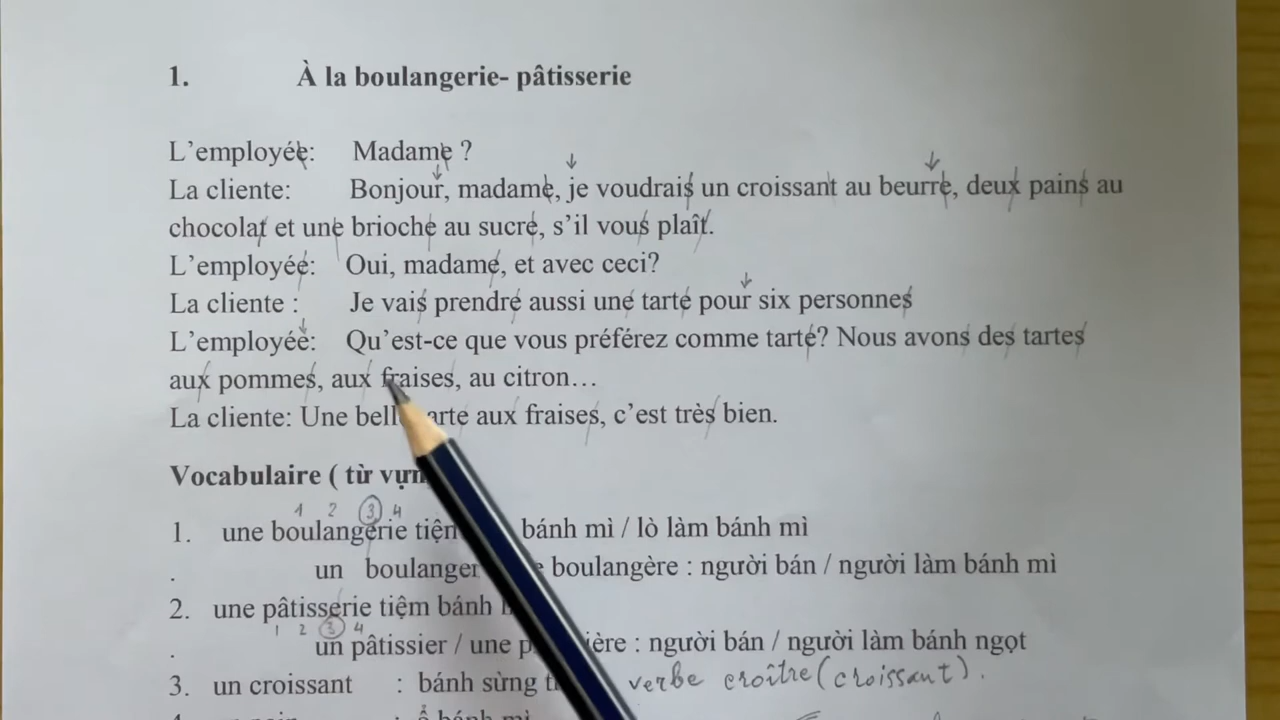 1. À la boulangerie- pâtisserie
L'employée: Madame ?
La cliente: Bonjour, madame, je voudrais un croissant au beurre, deux pains au
chocolat et une brioche au sucre, s'il vous plaît.
L'employée: Oui, madame, et avec ceci?
La cliente : Je vais prendre aussi une tarte pour six personnes
L'employée: Qu'est-ce que vous préférez comme tarte? Nous avons des tartes
aux pommes, aux fraises, au citron…
La cliente: Une aux fraises, c'est très bien.
Vocabulaire ( từ
1 2 3 4
1. une boulangerie bánh mì / lò làm bánh mì
. un boulanger boulangère : người bán / người làm bánh mì
2. une pâtisserie tiệm bánh
1 2 3 4
. un pâtissier / une : người bán / người làm bánh ngọt
3. un croissant : bánh sừng verbe croître (croissant).
bánh mì